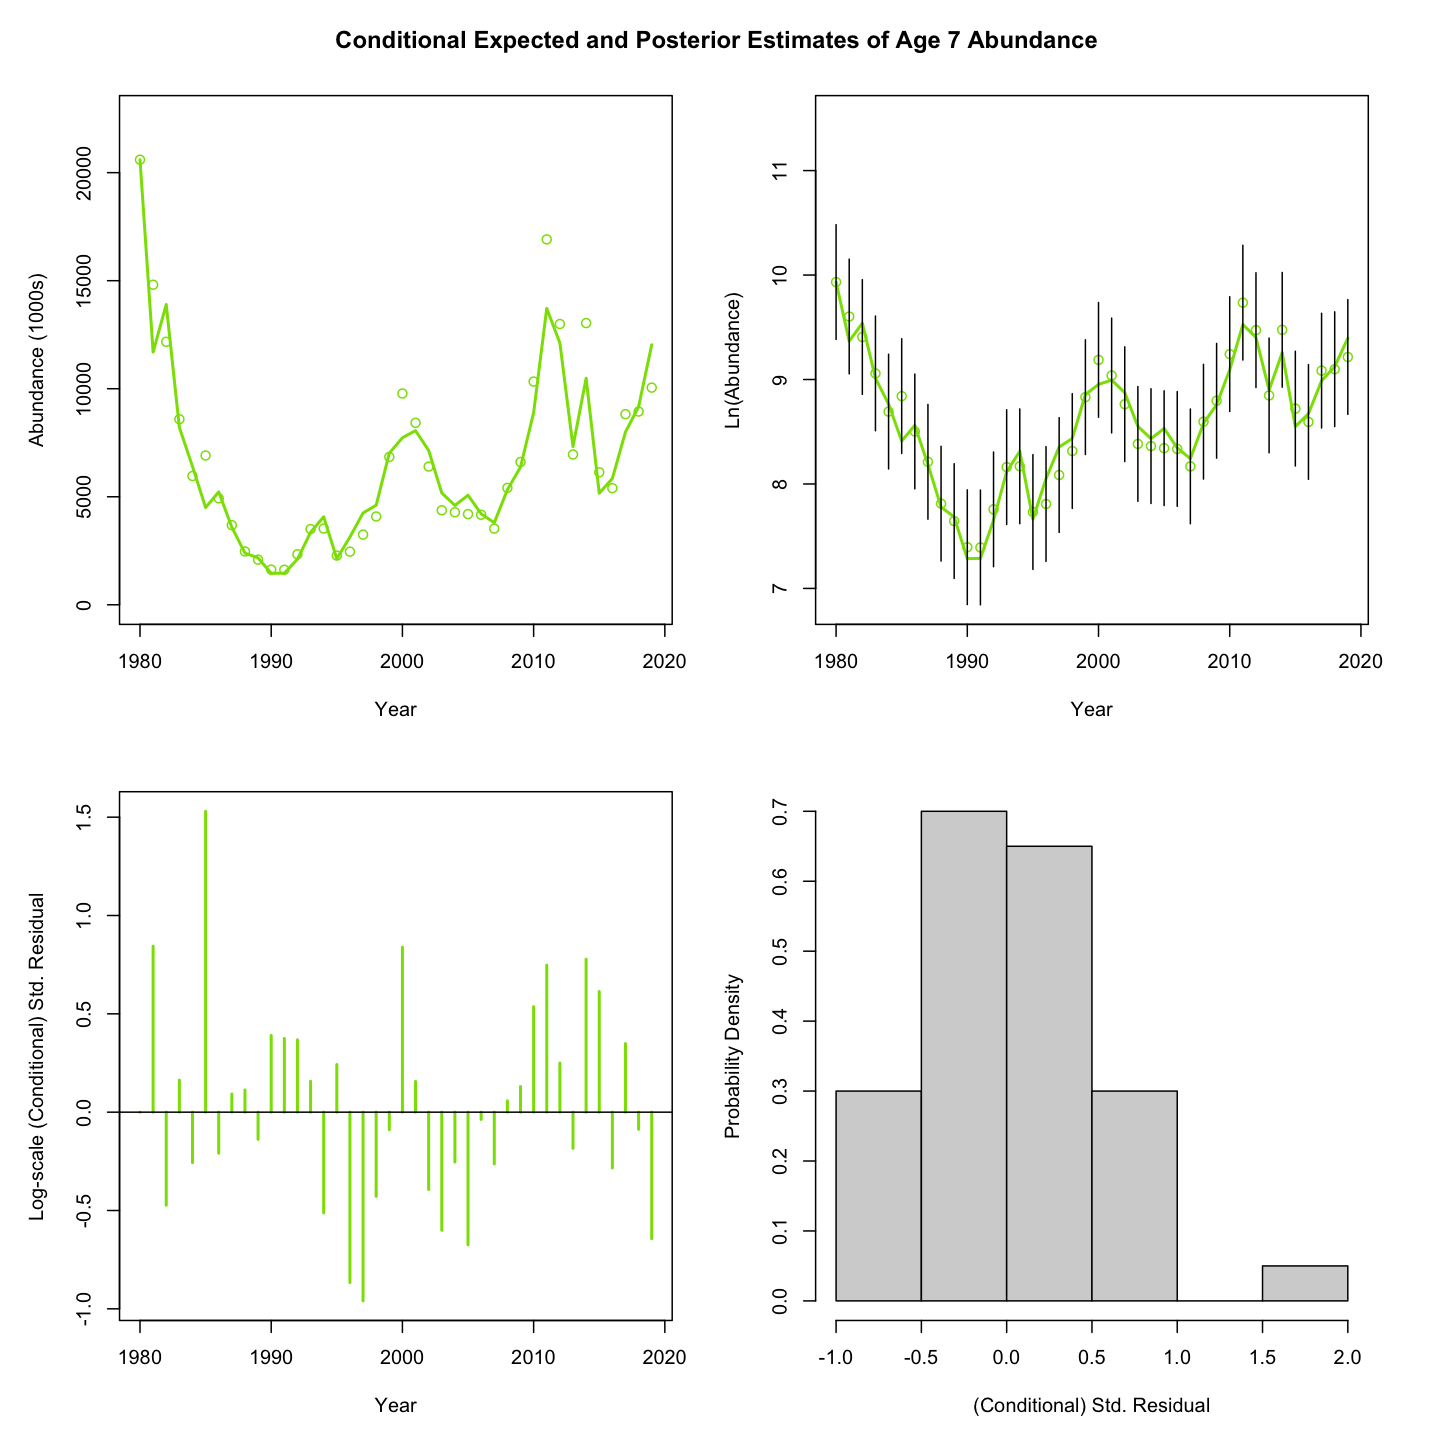 Conditional Expected and Posterior Estimates of Age 7 Abundance
Abundance (1000s)
20000
15000
10000
5000
0
1980 1990 2000 2010 2020
Year
Ln(Abundance)
11
10
9
8
7
1980 1990 2000 2010 2020
Year
Log-scale (Conditional) Std. Residual
1.5
1.0
0.5
0.0
-0.5
-1.0
1980 1990 2000 2010 2020
Year
Probability Density
0.7
0.6
0.5
0.4
0.3
0.2
0.1
0.0
-1.0 -0.5 0.0 0.5 1.0 1.5 2.0
(Conditional) Std. Residual